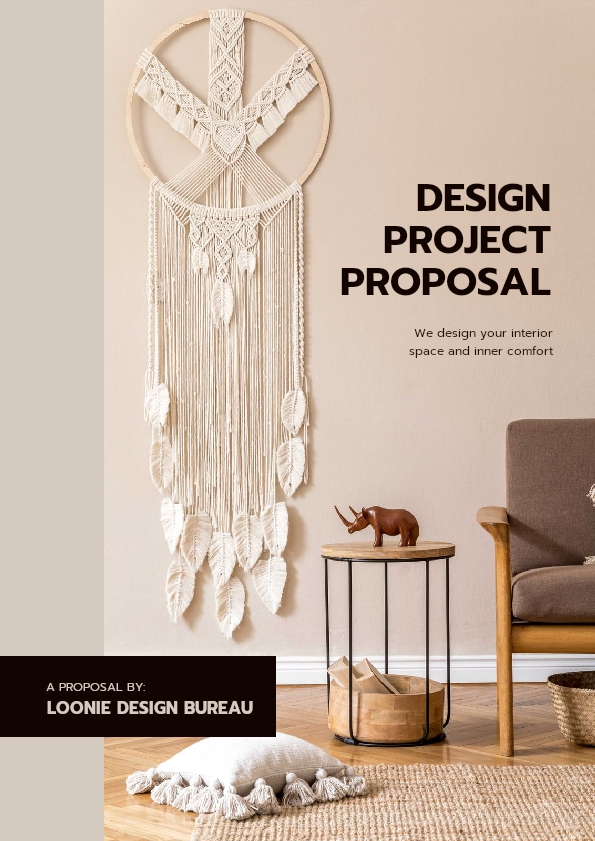 DESIGN
PROJECT
PROPOSAL
We design your interior
space and inner comfort
A PROPOSAL BY:
LOONIE DESIGN BUREAU